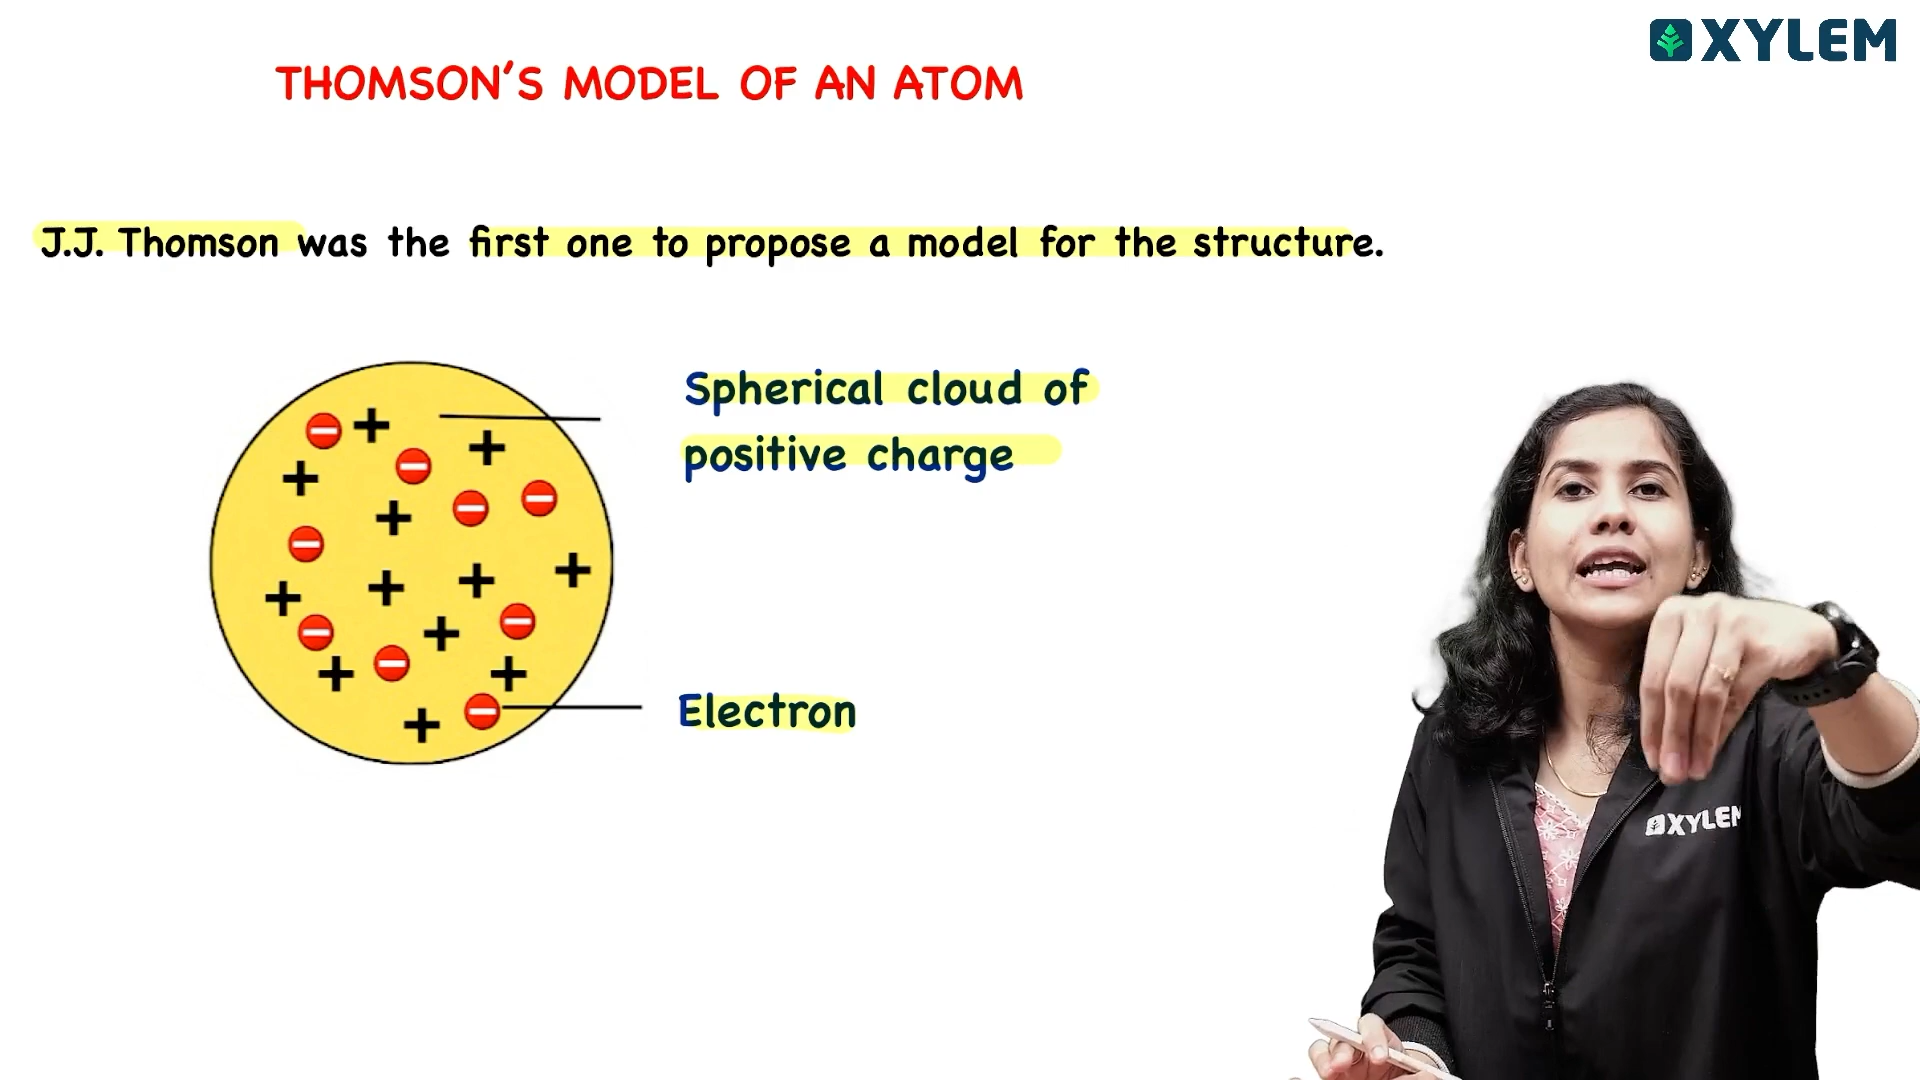 XYLEM
THOMSON'S MODEL OF AN ATOM
J.J. Thomson was the first one to propose a model for the structure.
Spherical cloud of
positive charge
Electron
XYLEM